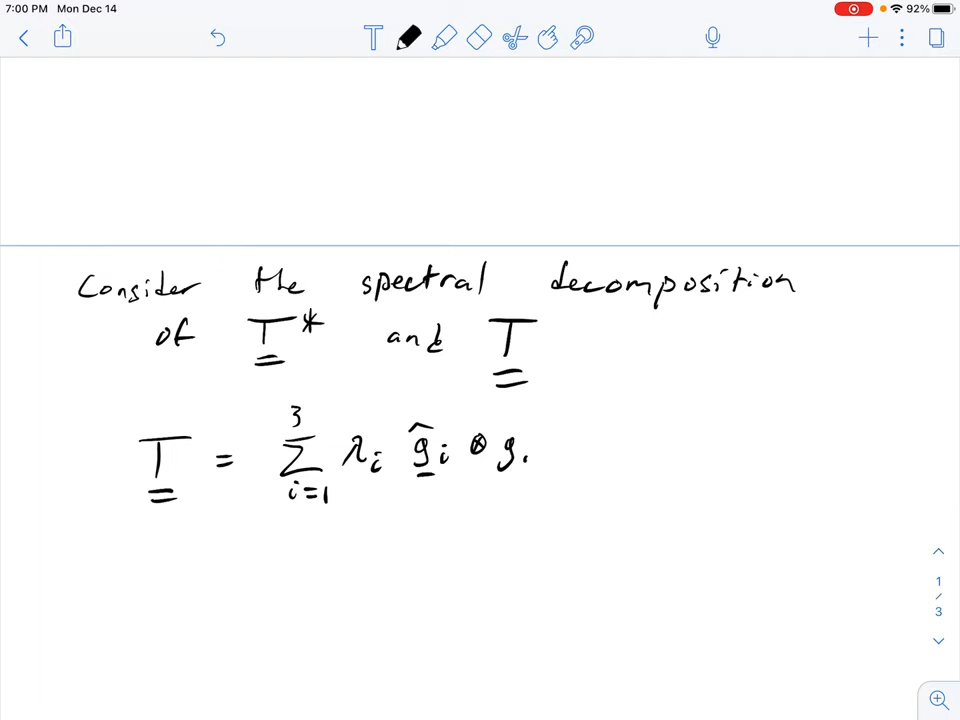 7:00 PM Mon Dec 14 92%
Consider the spectral decomposition
of T* and T
T = 3∑i=1 λi ĝi ⊗ g.
1
/
3